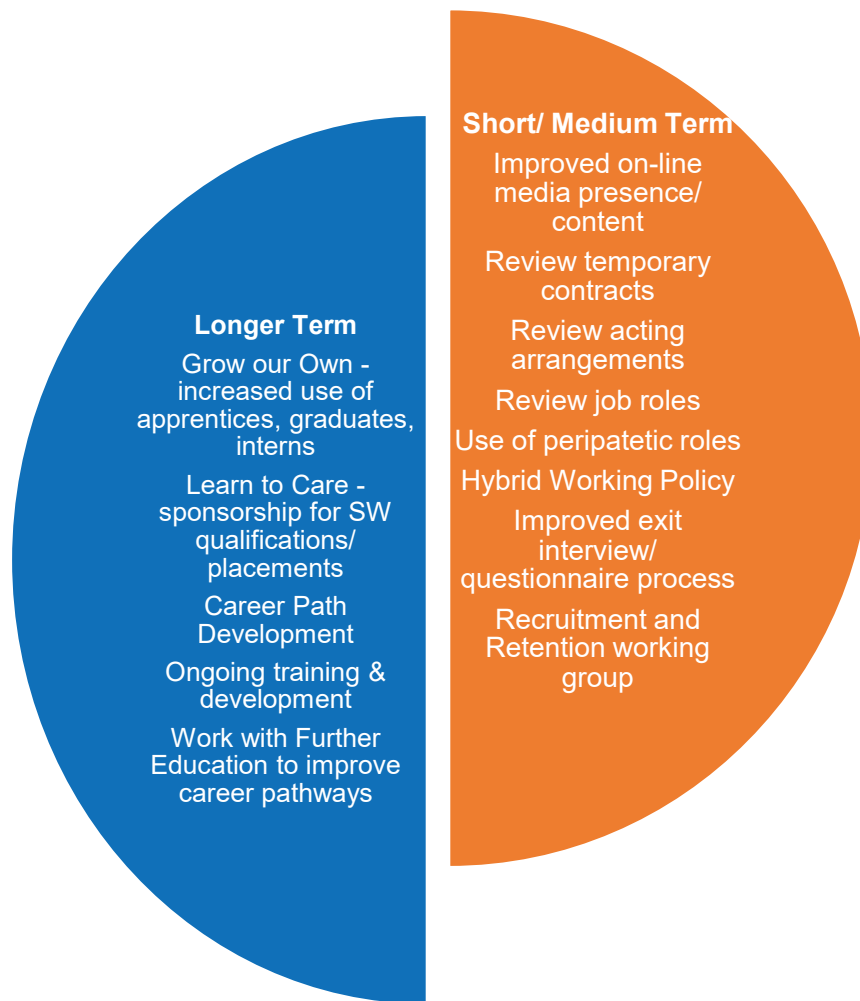 Longer Term
Grow our Own -
increased use of
apprentices, graduates,
interns
Learn to Care -
sponsorship for SW
qualifications/
placements
Career Path
Development
Ongoing training &
development
Work with Further
Education to improve
career pathways
Short/ Medium Term
Improved on-line
media presence/
content
Review temporary
contracts
Review acting
arrangements
Review job roles
Use of peripatetic roles
Hybrid Working Policy
Improved exit
interview/
questionnaire process
Recruitment and
Retention working
group